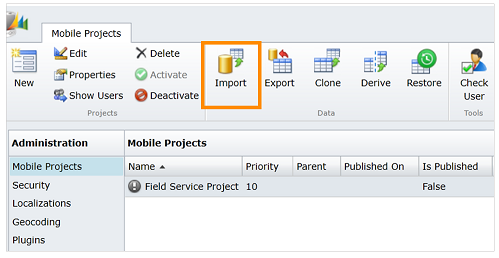 Mobile Projects
New
Edit
Properties
Show Users
Delete
Activate
Deactivate
Projects
Import
Export
Clone
Derive
Restore
Data
Check
User
Tools
Administration
Mobile Projects
Security
Localizations
Geocoding
Plugins
Mobile Projects
Name Priority Parent Published On Is Published
Field Service Project 10 False